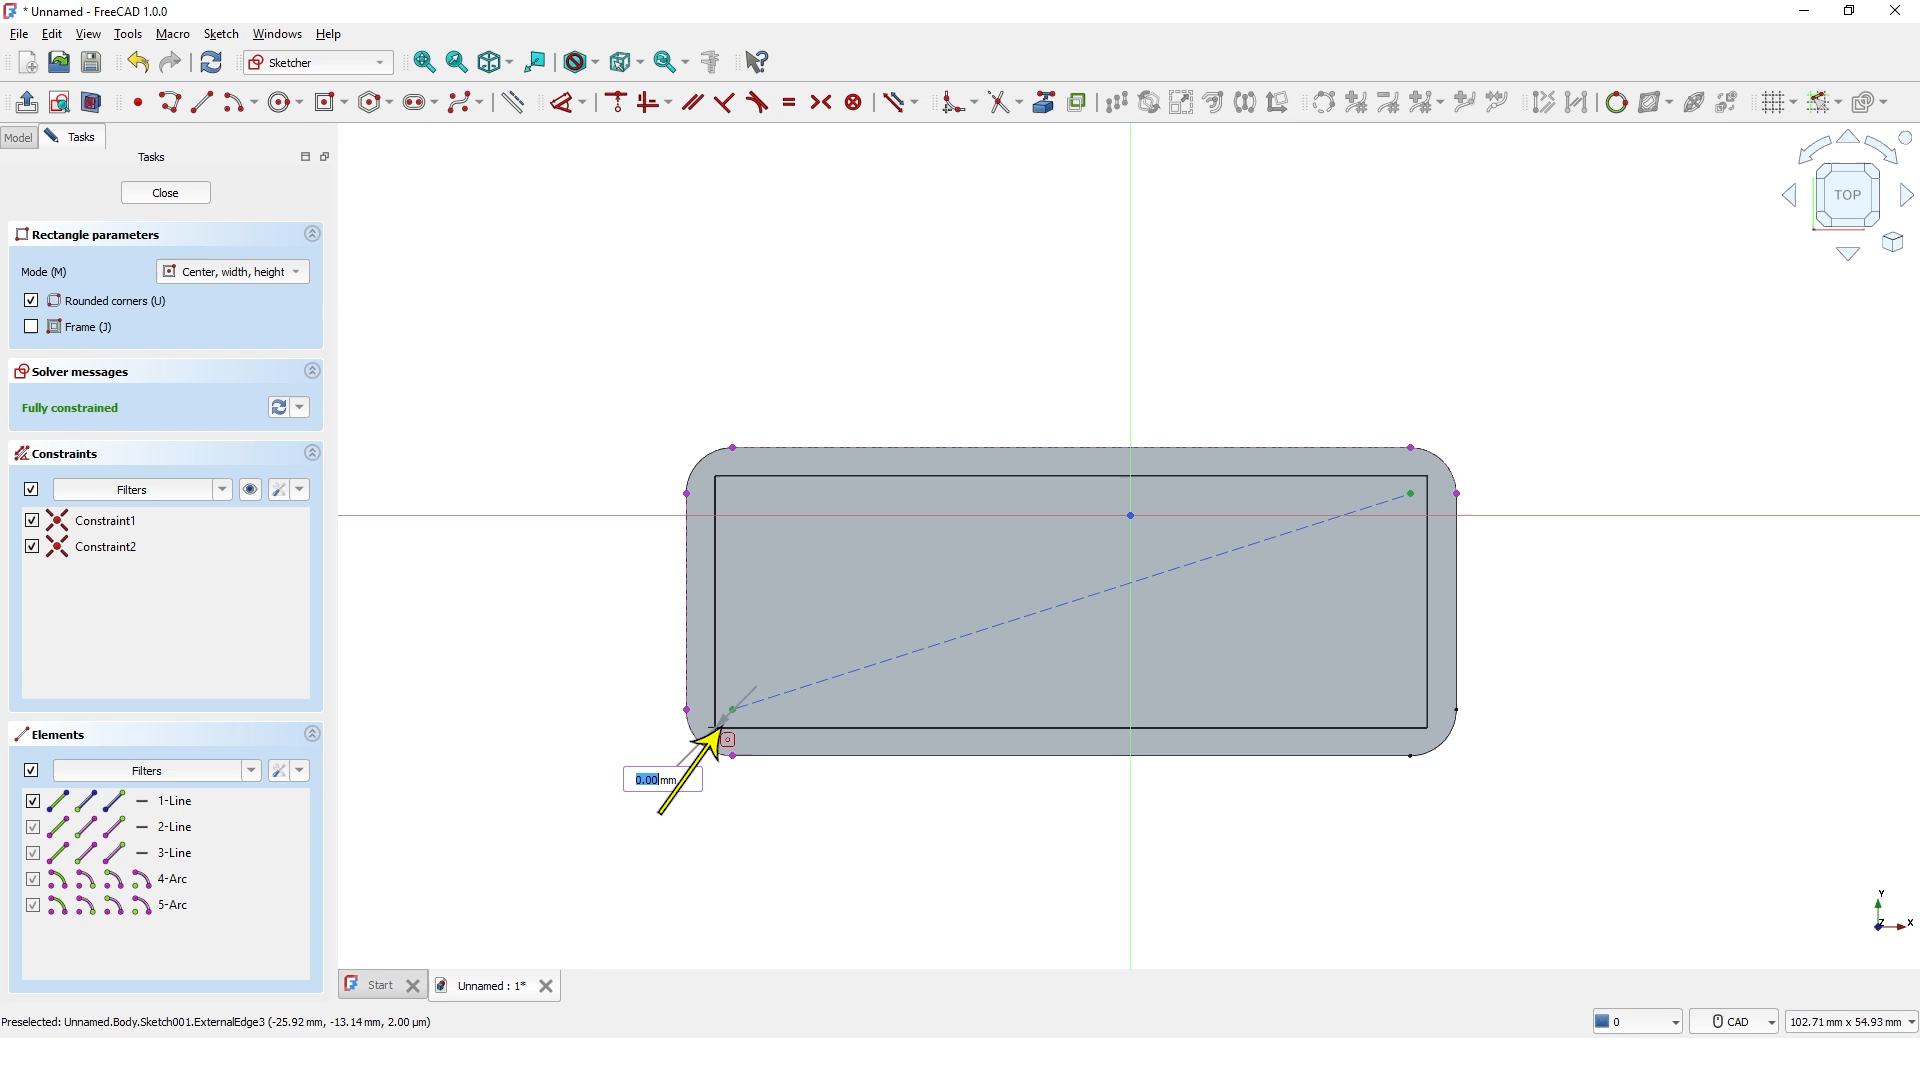 * Unnamed - FreeCAD 1.0.0
File Edit View Tools Macro Sketch Windows Help
Sketcher
Model Tasks
Tasks
Close
Rectangle parameters
Mode (M) Center, width, height
Rounded corners (U)
Frame (J)
Solver messages
Fully constrained
Constraints
Filters
Constraint1
Constraint2
Elements
Filters
1-Line
2-Line
3-Line
4-Arc
5-Arc
TOP
0.00 mm
Y
Z X
Start Unnamed : 1*
Preselected: Unnamed.Body.Sketch001.ExternalEdge3 (-25.92 mm, -13.14 mm, 2.00 µm)
0 CAD 102.71 mm x 54.93 mm